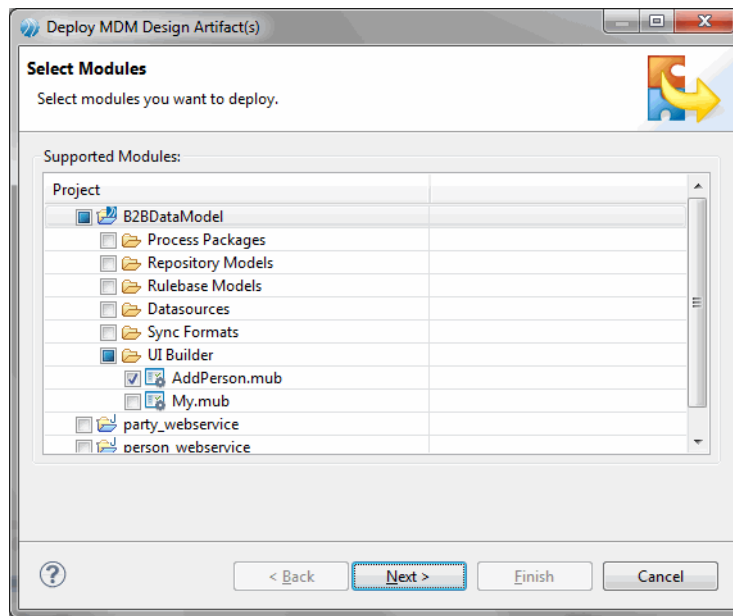 Deploy MDM Design Artifact(s)
Select Modules
Select modules you want to deploy.
Supported Modules:
Project
B2BDataModel
Process Packages
Repository Models
Rulebase Models
Datasources
Sync Formats
UI Builder
AddPerson.mub
My.mub
party_webservice
person_webservice
< Back Next > Finish Cancel